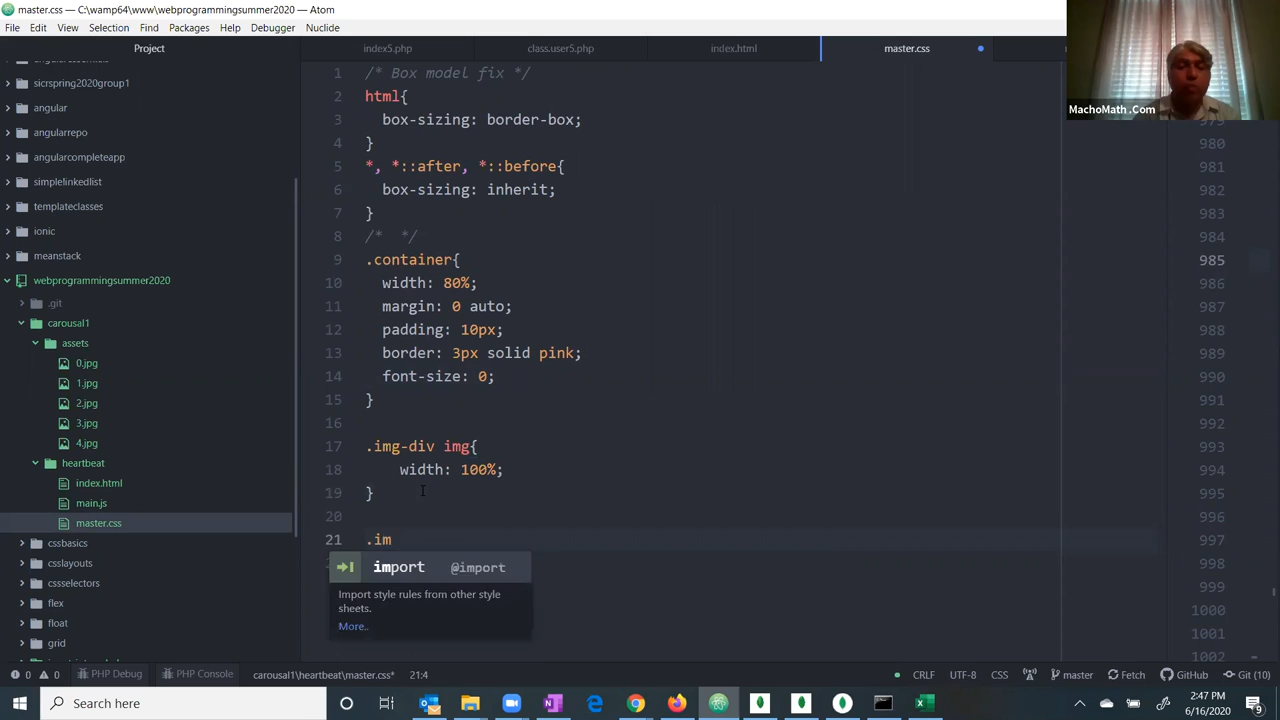 master.css — C:\wamp64\www\webprogrammingsummer2020 — Atom
File Edit View Selection Find Packages Help Debugger Nuclide
Project
index5.php class.user5.php index.html master.css
MachoMath .Com
sicrspring2020group1
angular
angularrepo
angularcompleteapp
simplelinkedlist
templateclasses
ionic
meanstack
webprogrammingsummer2020
.git
carousal1
assets
0.jpg
1.jpg
2.jpg
3.jpg
4.jpg
heartbeat
index.html
main.js
master.css
cssbasics
csslayouts
cssselectors
flex
float
grid
1 /* Box model fix */
2 html{
3 box-sizing: border-box;
4 }
5 *, *::after, *::before{
6 box-sizing: inherit;
7 }
8 /* */
9 .container{
10 width: 80%;
11 margin: 0 auto;
12 padding: 10px;
13 border: 3px solid pink;
14 font-size: 0;
15 }
16
17 .img-div img{
18 width: 100%;
19 }
20
21 .im
import @import
Import style rules from other style
sheets.
More..
980
981
982
983
984
985
986
987
988
989
990
991
992
993
994
995
996
997
1000
1001
1002
0 0 PHP Debug PHP Console carousal1\heartbeat\master.css* 21:4 CRLF UTF-8 CSS master Fetch GitHub Git (10)
Type here to search
2:47 PM
6/16/2020
9